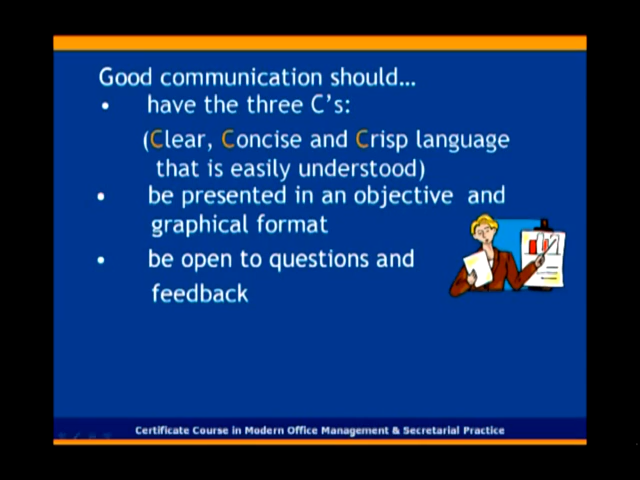 Good communication should...
• have the three C's:
(Clear, Concise and Crisp language
that is easily understood)
• be presented in an objective and
graphical format
• be open to questions and
feedback
Certificate Course in Modern Office Management & Secretarial Practice